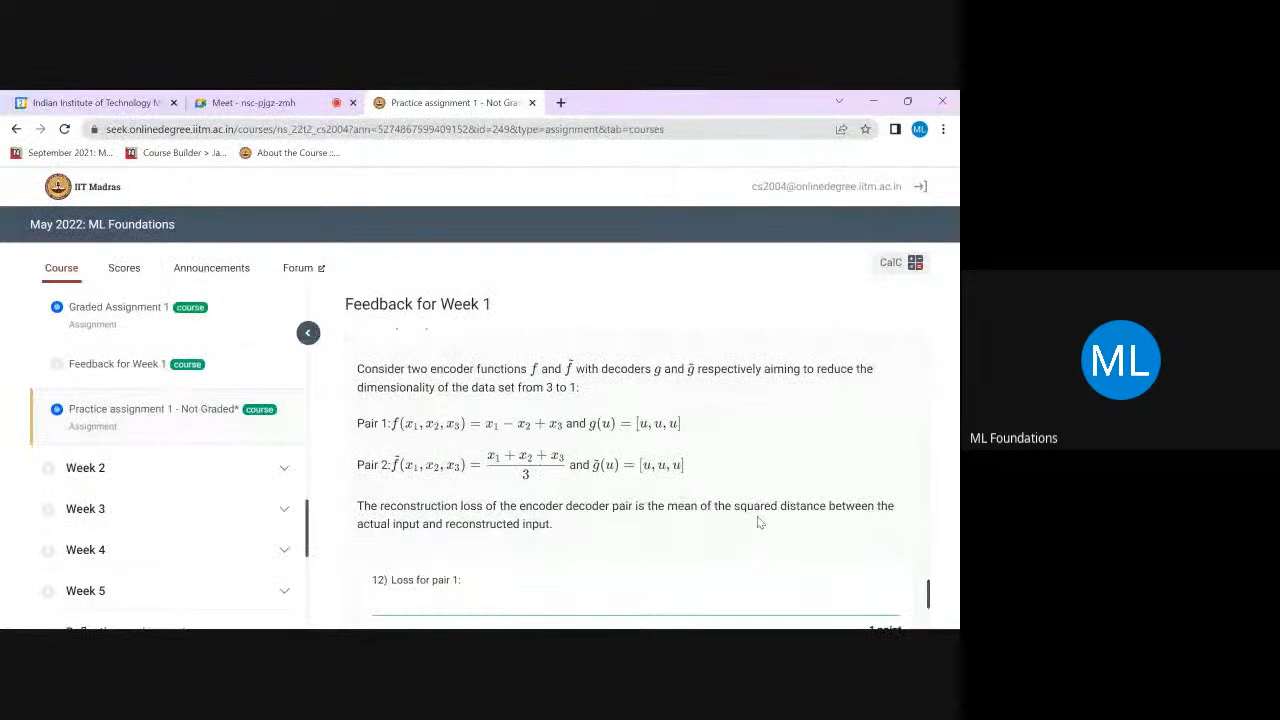 Indian Institute of Technology M
Meet - nsc-pjgz-zmh
Practice assignment 1 - Not Gra
seek.onlinedegree.iitm.ac.in/courses/ns_22t2_cs2004?ann=5274867599409152&id=249&type=assignment&tab=courses
ML
September 2021: M...
Course Builder > Ja...
About the Course ::...
IIT Madras
cs2004@onlinedegree.iitm.ac.in
May 2022: ML Foundations
Course
Scores
Announcements
Forum
CalC
Graded Assignment 1 course
Assignment
Feedback for Week 1 course
Practice assignment 1 - Not Graded* course
Assignment
Week 2
Week 3
Week 4
Week 5
Feedback for Week 1
Consider two encoder functions f and f̃ with decoders g and g̃ respectively aiming to reduce the
dimensionality of the data set from 3 to 1:
Pair 1: f(x₁, x₂, x₃) = x₁ − x₂ + x₃ and g(u) = [u, u, u]
Pair 2: f̃(x₁, x₂, x₃) = (x₁ + x₂ + x₃)/3 and g̃(u) = [u, u, u]
The reconstruction loss of the encoder decoder pair is the mean of the squared distance between the
actual input and reconstructed input.
12) Loss for pair 1:
1 point
ML
ML Foundations